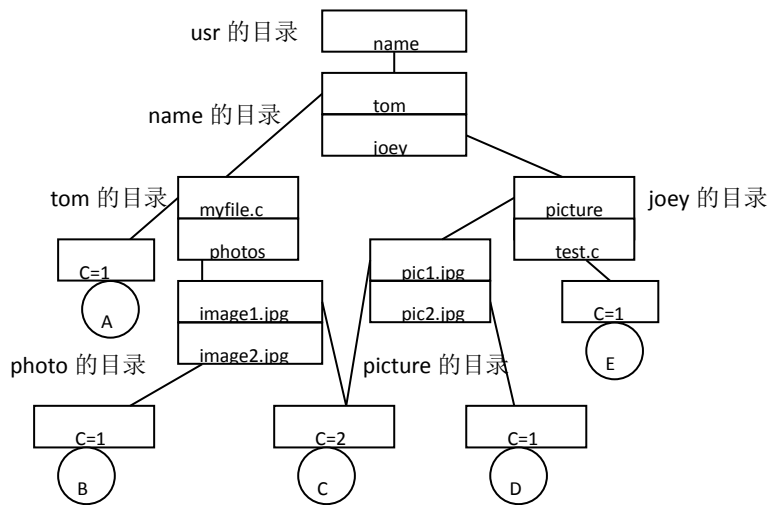 usr 的目录
name
name 的目录
tom
joey
tom 的目录
myfile.c
photos
picture
test.c
joey 的目录
C=1
A
image1.jpg
image2.jpg
pic1.jpg
pic2.jpg
C=1
E
photo 的目录
picture 的目录
C=1
B
C=2
C
C=1
D